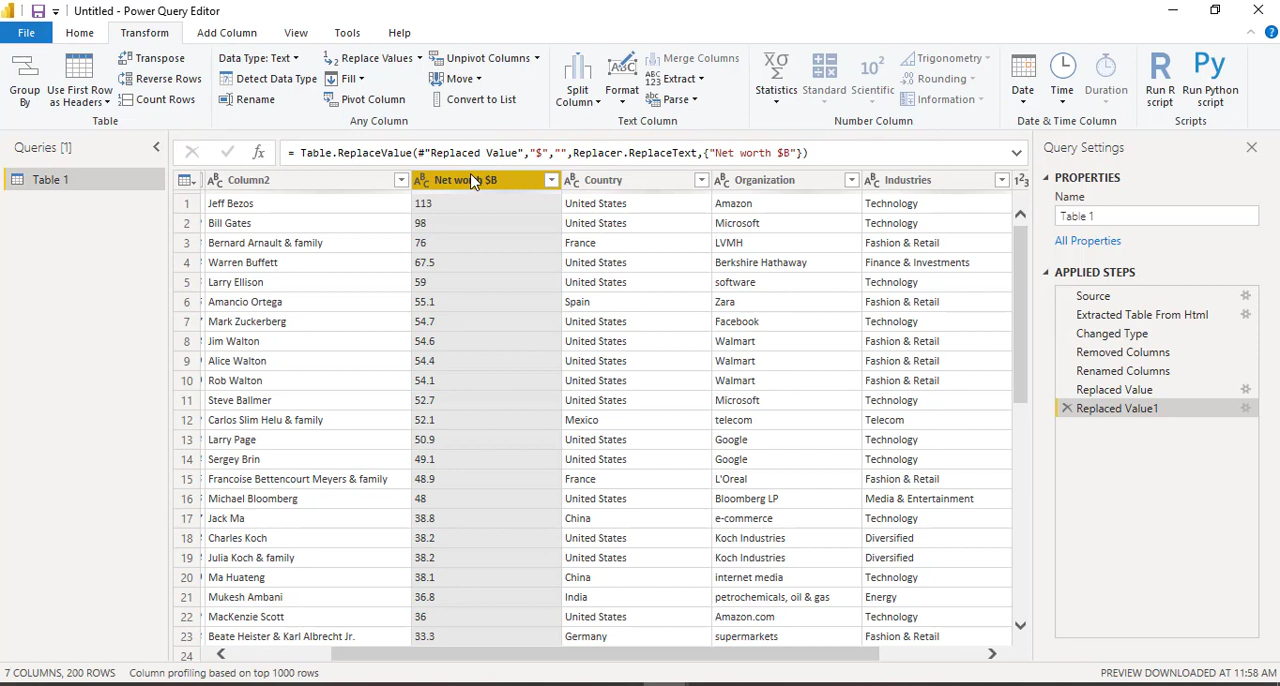 Untitled - Power Query Editor
File Home Transform Add Column View Tools Help
Group By
Use First Row as Headers
Transpose
Reverse Rows
Count Rows
Table
Data Type: Text
Detect Data Type
Rename
Replace Values
Fill
Pivot Column
Unpivot Columns
Move
Convert to List
Any Column
Split Column
Format
Merge Columns
Extract
Parse
Text Column
Statistics
Standard
Scientific
Trigonometry
Rounding
Information
Number Column
Date
Time
Duration
Date & Time Column
Run R script
Run Python script
Scripts
Queries [1]
Table 1
= Table.ReplaceValue(#"Replaced Value","$","",Replacer.ReplaceText,{"Net worth $B"})
Column2 Net worth $B Country Organization Industries
1 Jeff Bezos 113 United States Amazon Technology
2 Bill Gates 98 United States Microsoft Technology
3 Bernard Arnault & family 76 France LVMH Fashion & Retail
4 Warren Buffett 67.5 United States Berkshire Hathaway Finance & Investments
5 Larry Ellison 59 United States software Technology
6 Amancio Ortega 55.1 Spain Zara Fashion & Retail
7 Mark Zuckerberg 54.7 United States Facebook Technology
8 Jim Walton 54.6 United States Walmart Fashion & Retail
9 Alice Walton 54.4 United States Walmart Fashion & Retail
10 Rob Walton 54.1 United States Walmart Fashion & Retail
11 Steve Ballmer 52.7 United States Microsoft Technology
12 Carlos Slim Helu & family 52.1 Mexico telecom Telecom
13 Larry Page 50.9 United States Google Technology
14 Sergey Brin 49.1 United States Google Technology
15 Francoise Bettencourt Meyers & family 48.9 France L'Oreal Fashion & Retail
16 Michael Bloomberg 48 United States Bloomberg LP Media & Entertainment
17 Jack Ma 38.8 China e-commerce Technology
18 Charles Koch 38.2 United States Koch Industries Diversified
19 Julia Koch & family 38.2 United States Koch Industries Diversified
20 Ma Huateng 38.1 China internet media Technology
21 Mukesh Ambani 36.8 India petrochemicals, oil & gas Energy
22 MacKenzie Scott 36 United States Amazon.com Technology
23 Beate Heister & Karl Albrecht Jr. 33.3 Germany supermarkets Fashion & Retail
24
Query Settings
PROPERTIES
Name
Table 1
All Properties
APPLIED STEPS
Source
Extracted Table From Html
Changed Type
Removed Columns
Renamed Columns
Replaced Value
Replaced Value1
7 COLUMNS, 200 ROWS Column profiling based on top 1000 rows
PREVIEW DOWNLOADED AT 11:58 AM